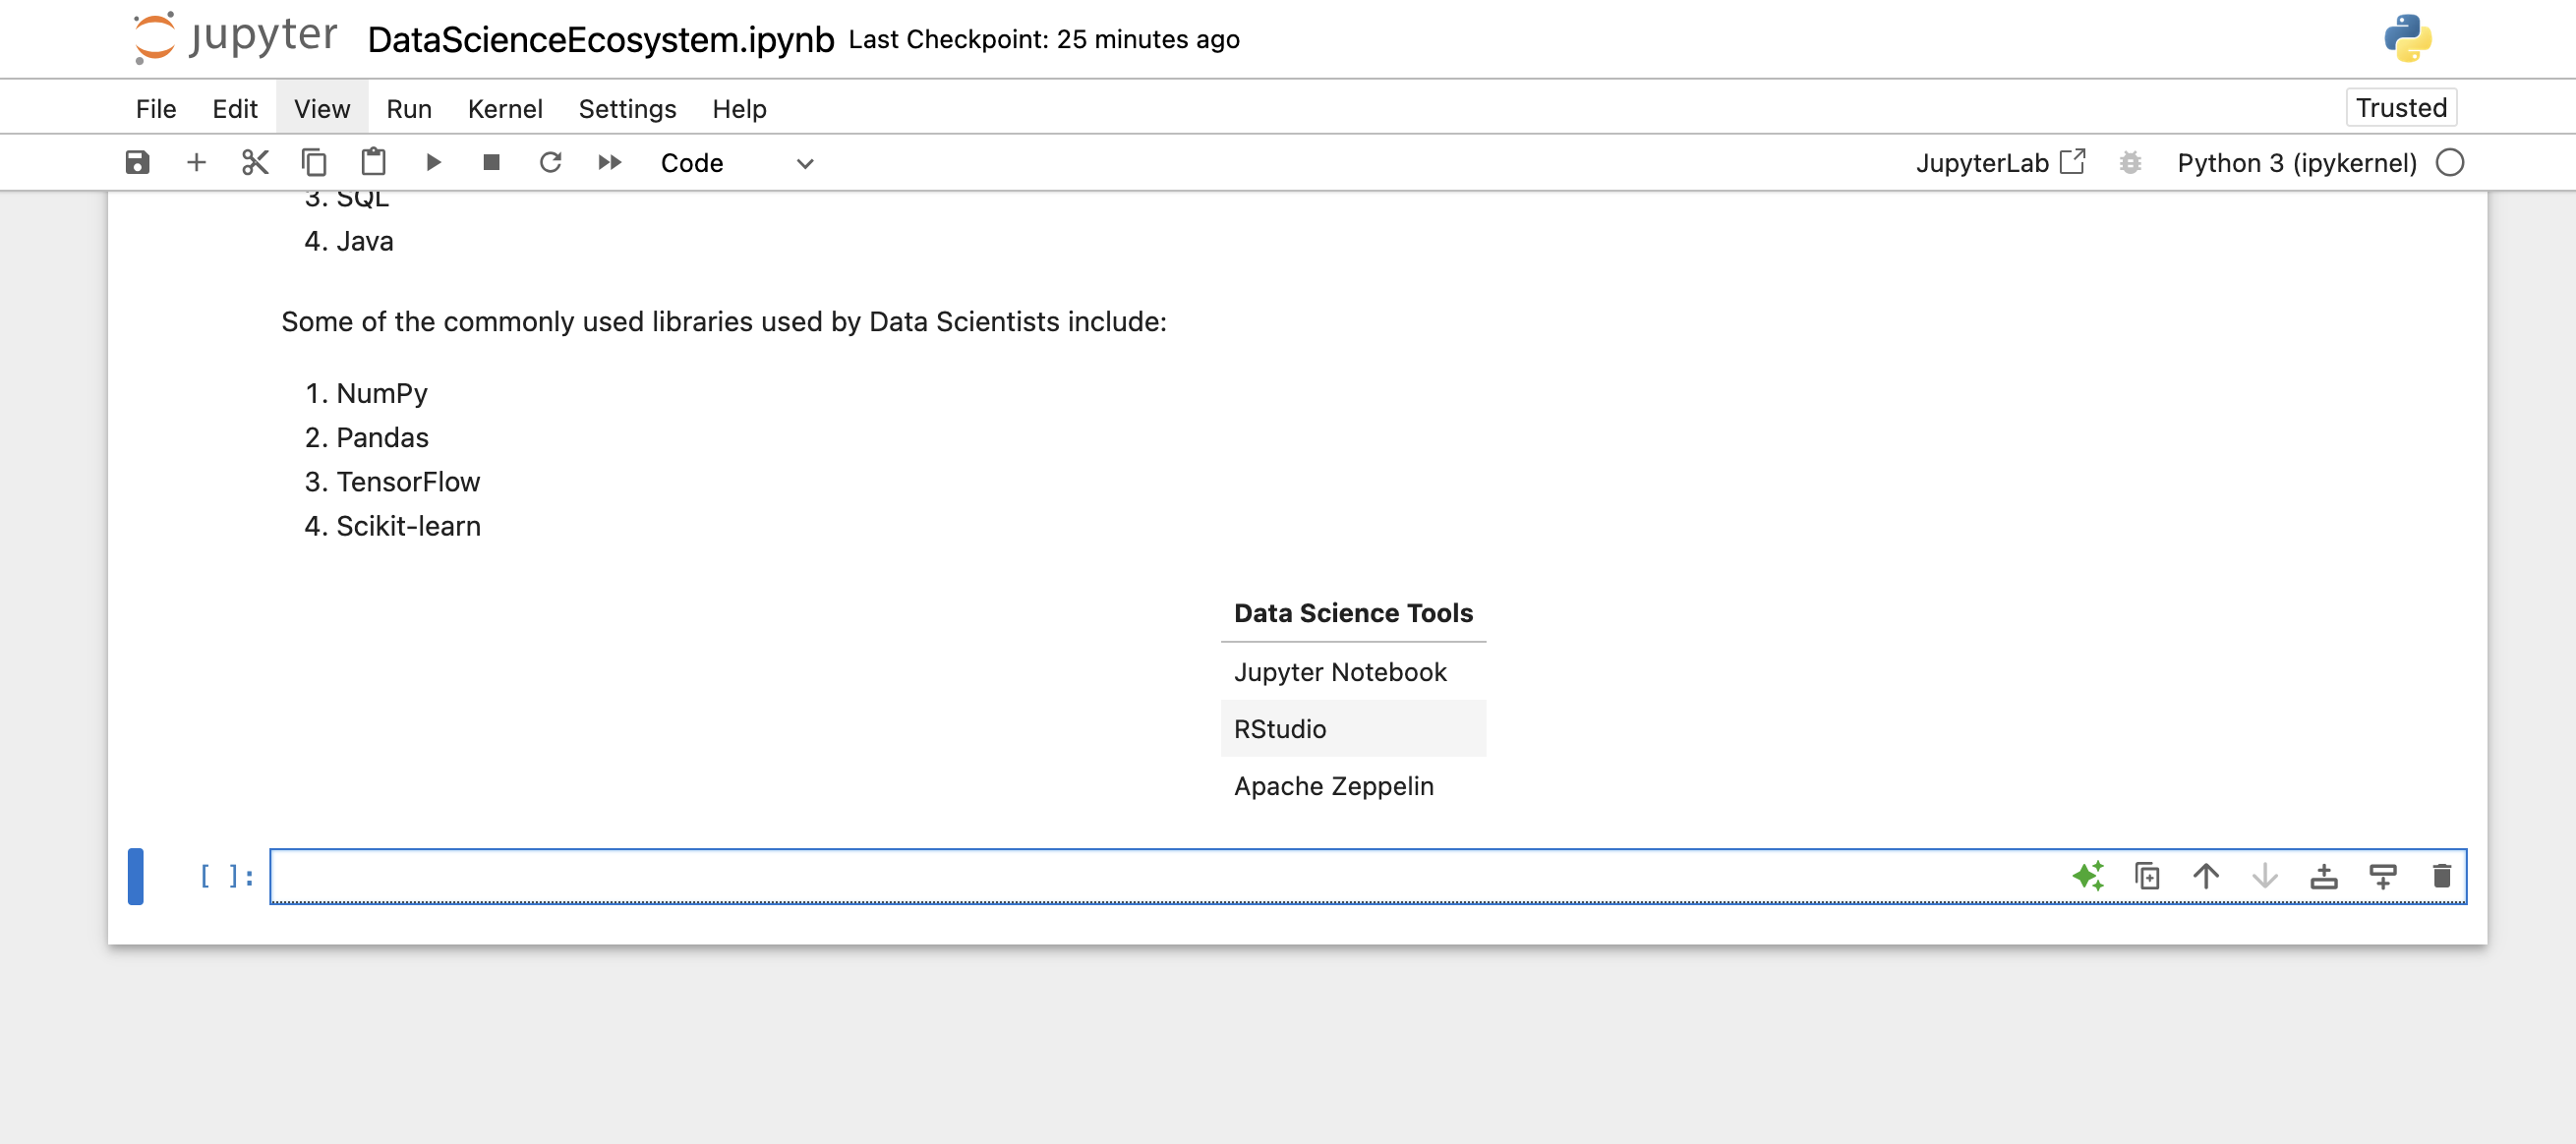 jupyter DataScienceEcosystem.ipynb Last Checkpoint: 25 minutes ago
File Edit View Run Kernel Settings Help Trusted
Code JupyterLab Python 3 (ipykernel)
3. SQL
4. Java
Some of the commonly used libraries used by Data Scientists include:
1. NumPy
2. Pandas
3. TensorFlow
4. Scikit-learn
Data Science Tools
Jupyter Notebook
RStudio
Apache Zeppelin
[ ]: